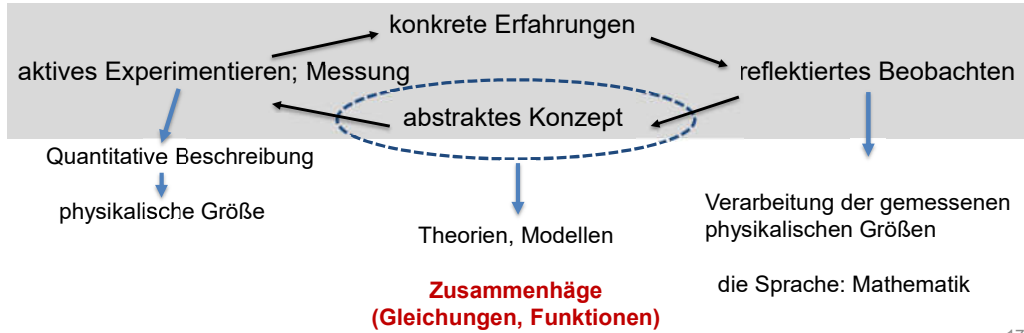 konkrete Erfahrungen
aktives Experimentieren; Messung
reflektiertes Beobachten
abstraktes Konzept
Quantitative Beschreibung
physikalische Größe
Theorien, Modellen
Zusammenhäge
(Gleichungen, Funktionen)
Verarbeitung der gemessenen
physikalischen Größen
die Sprache: Mathematik
17